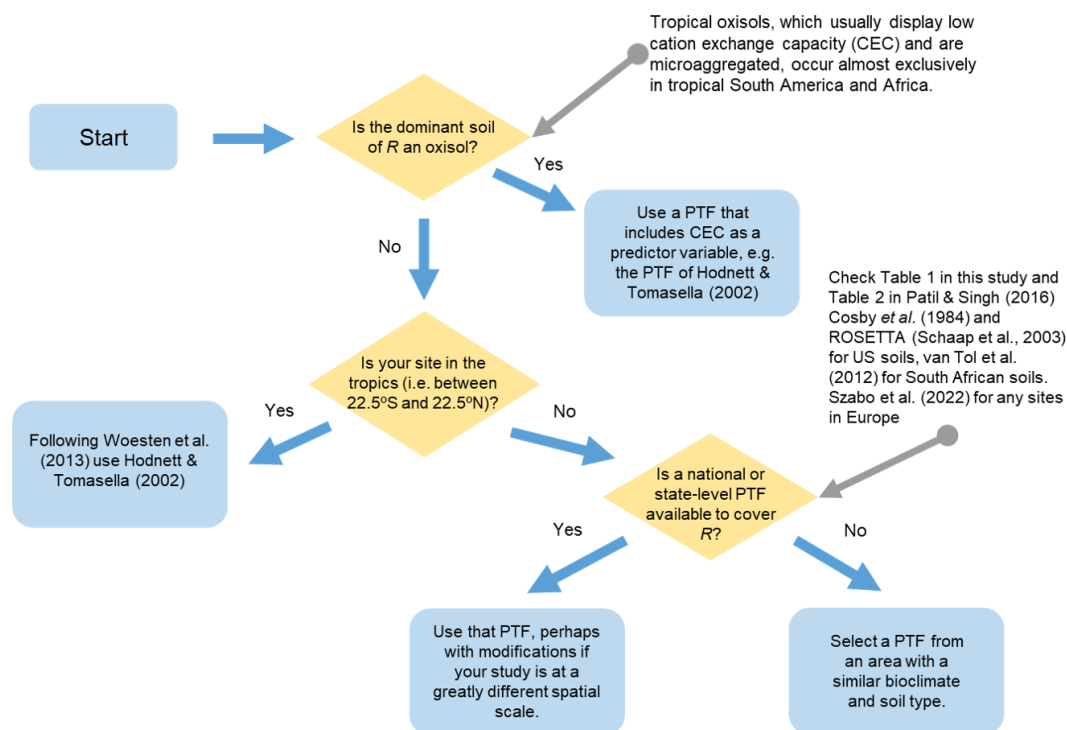 Tropical oxisols, which usually display low
cation exchange capacity (CEC) and are
microaggregated, occur almost exclusively
in tropical South America and Africa.
Start
Is the dominant soil
of R an oxisol?
Yes
No
Use a PTF that
includes CEC as a
predictor variable, e.g.
the PTF of Hodnett &
Tomasella (2002)
Check Table 1 in this study and
Table 2 in Patil & Singh (2016)
Cosby et al. (1984) and
ROSETTA (Schaap et al., 2003)
for US soils, van Tol et al.
(2012) for South African soils.
Szabo et al. (2022) for any sites
in Europe
Is your site in the
tropics (i.e. between
22.5ºS and 22.5ºN)?
Yes
No
Following Woesten et al.
(2013) use Hodnett &
Tomasella (2002)
Is a national or
state-level PTF
available to cover
R?
Yes
No
Use that PTF, perhaps
with modifications if
your study is at a
greatly different spatial
scale.
Select a PTF from
an area with a
similar bioclimate
and soil type.